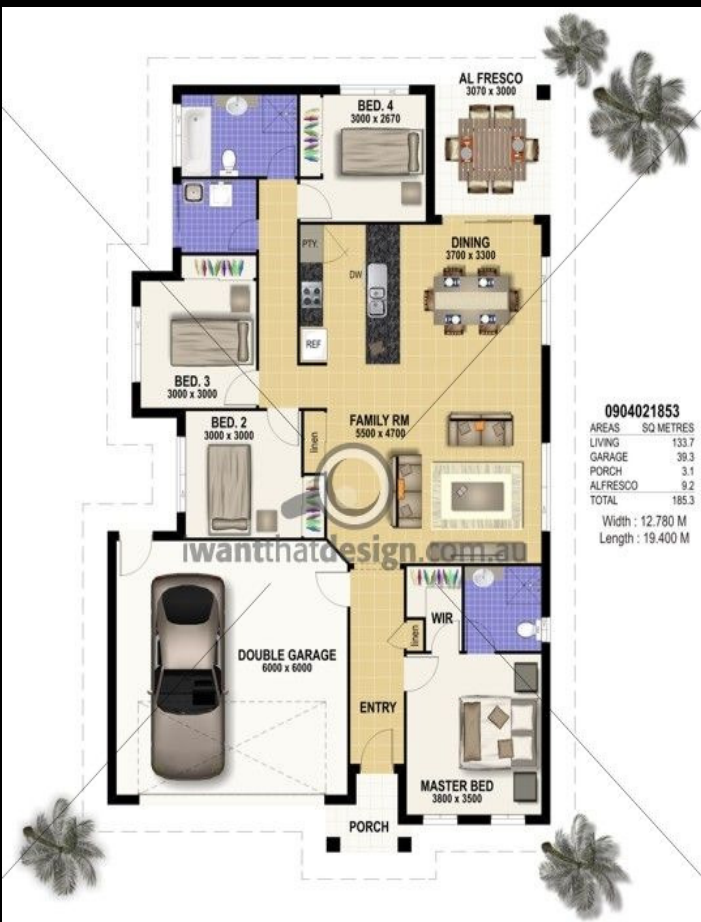 AL FRESCO
3070 x 3000
BED. 4
3000 x 2670
PTY.
DW
DINING
3700 x 3300
REF
BED. 3
3000 x 3000
BED. 2
3000 x 3000
linen
FAMILY RM
5500 x 4700
0904021853
AREAS SQ METRES
LIVING 133.7
GARAGE 39.3
PORCH 3.1
ALFRESCO 9.2
TOTAL 185.3
Width : 12.780 M
Length : 19.400 M
iwantthatdesign.com.au
WIR
linen
DOUBLE GARAGE
6000 x 6000
ENTRY
MASTER BED
3800 x 3500
PORCH